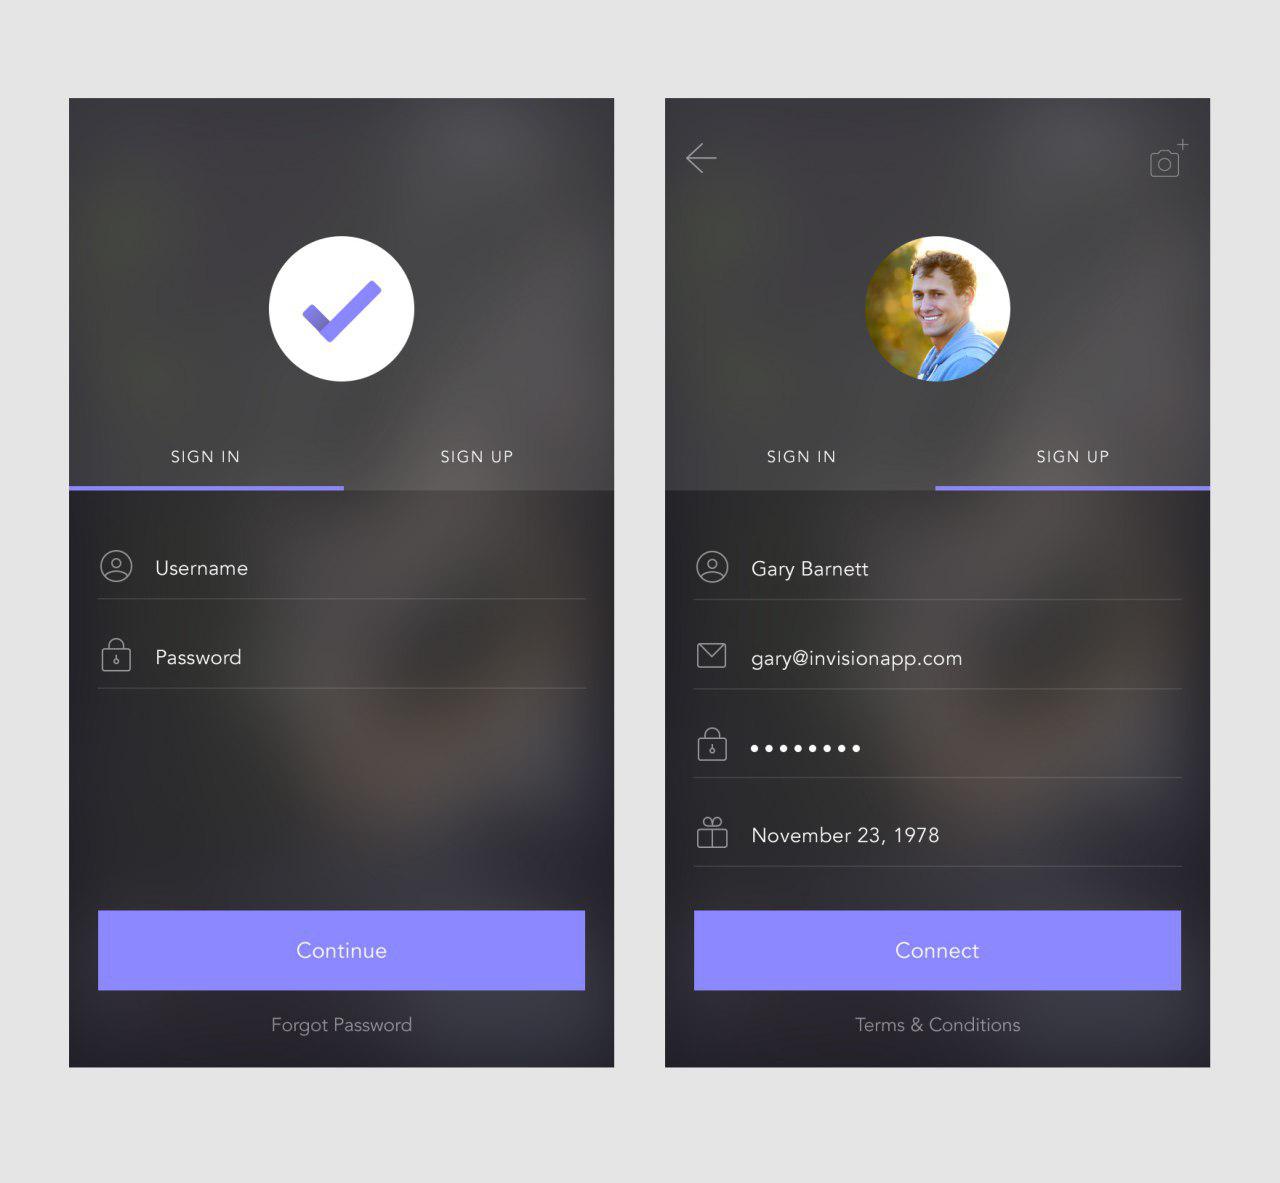 SIGN IN
SIGN UP
Username
Password
Continue
Forgot Password
SIGN IN
SIGN UP
Gary Barnett
gary@invisionapp.com
••••••••
November 23, 1978
Connect
Terms & Conditions